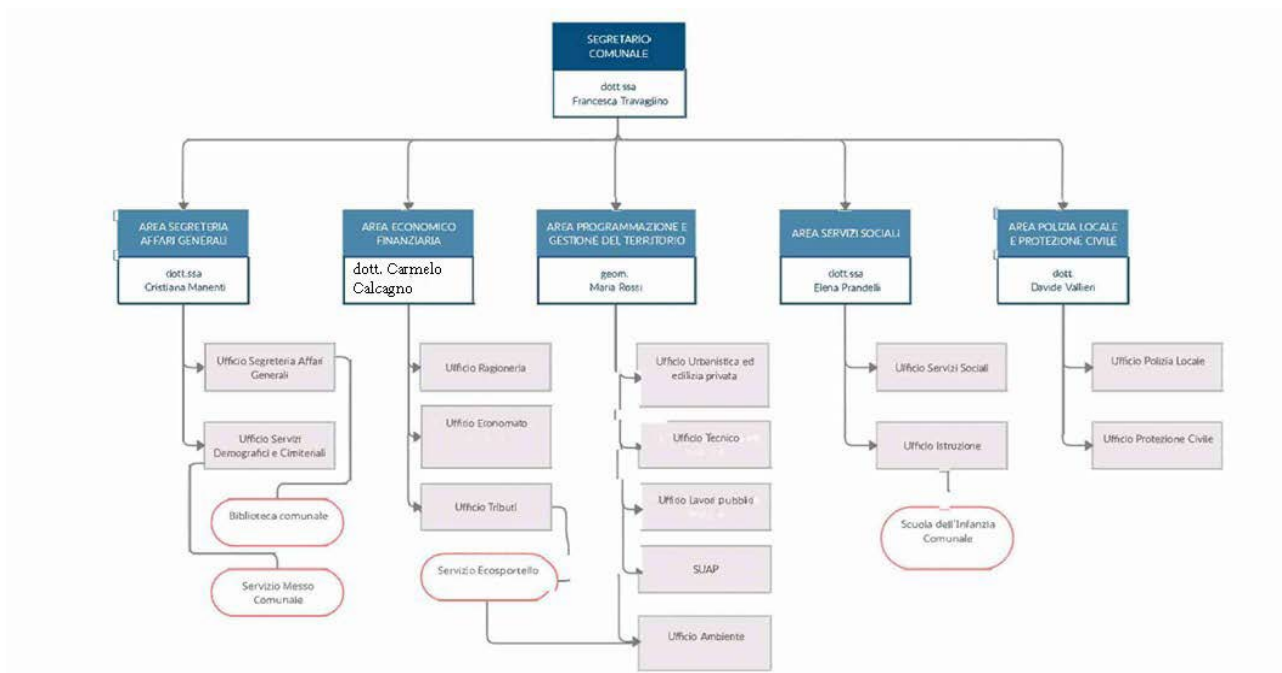 SEGRETARIO
COMUNALE
dott.ssa
Francesca Travaglino
AREA SEGRETERIA
AFFARI GENERALI
dott.ssa
Cristiana Manenti
AREA ECONOMICO
FINANZIARIA
dott. Carmelo
Calcagno
AREA PROGRAMMAZIONE E
GESTIONE DEL TERRITORIO
geom.
Maria Rossi
AREA SERVIZI SOCIALI
dott.ssa
Elena Prandelli
AREA POLIZIA LOCALE
E PROTEZIONE CIVILE
dott.
Davide Vallieri
Ufficio Segreteria Affari
Generali
Ufficio Servizi
Demografici e Cimiteriali
Biblioteca comunale
Servizio Messo
Comunale
Ufficio Ragioneria
Ufficio Economato
Ufficio Tributi
Servizio Ecosportello
Ufficio Urbanistica ed
edilizia privata
Ufficio Tecnico
Ufficio Lavori pubblici
SUAP
Ufficio Ambiente
Ufficio Servizi Sociali
Ufficio Istruzione
Scuola dell'Infanzia
Comunale
Ufficio Polizia Locale
Ufficio Protezione Civile